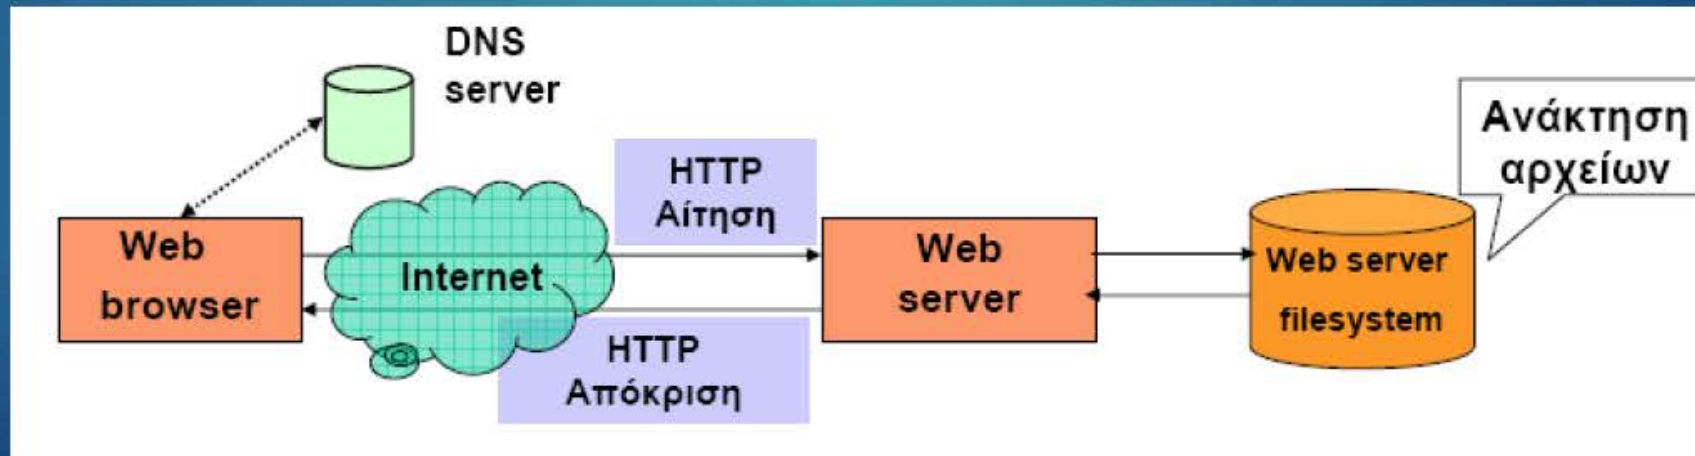 DNS
server
HTTP
Αίτηση
Ανάκτηση
αρχείων
Web
browser
Internet
Web
server
Web server
filesystem
HTTP
Απόκριση